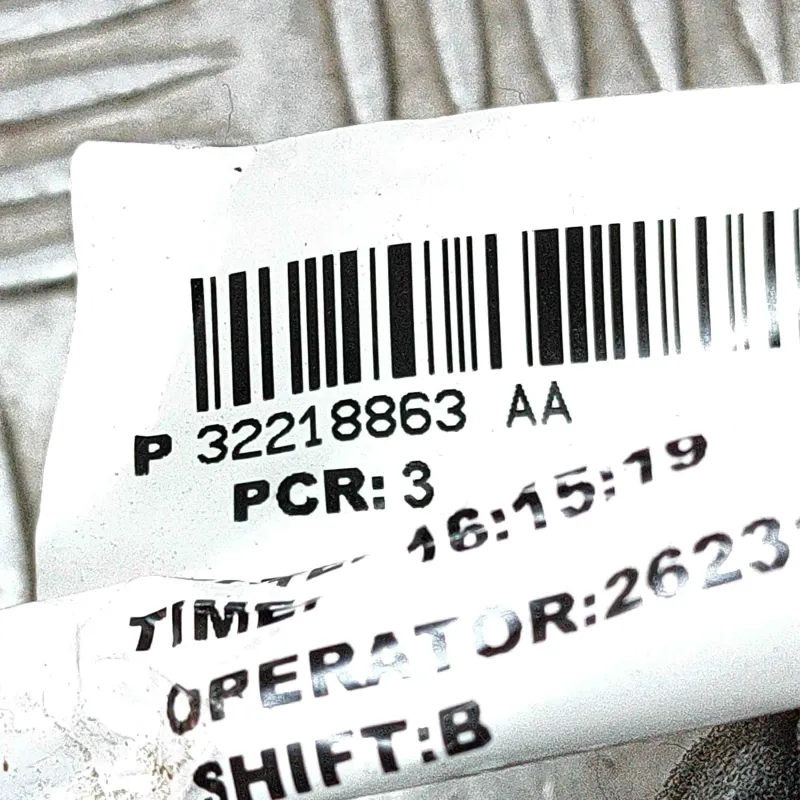 P 32218863 AA
PCR: 3
TIME: 16:15:19
OPERATOR:2623
SHIFT:B